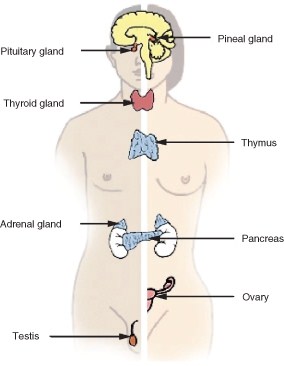 Pineal gland
Pituitary gland
Thyroid gland
Thymus
Adrenal gland
Pancreas
Ovary
Testis